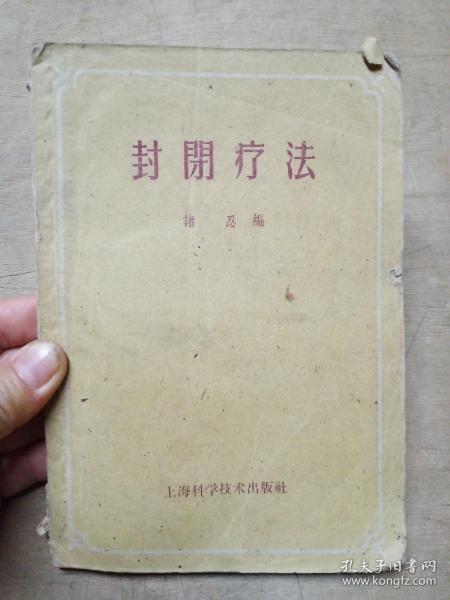 封閉疗法
諸 忍編
上海科学技术出版社
孔夫子旧书网
www.kongfz.com